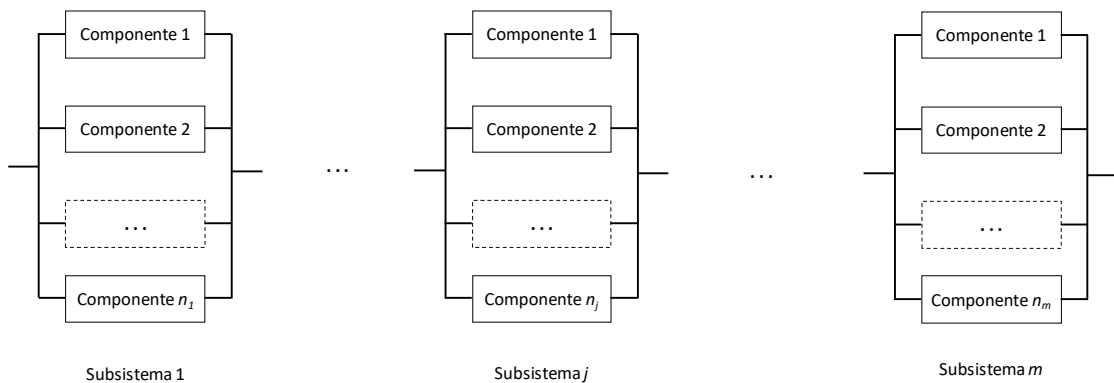 Componente 1
Componente 2
...
Componente n₁
Subsistema 1
...
Componente 1
Componente 2
...
Componente nⱼ
Subsistema j
...
Componente 1
Componente 2
...
Componente nₘ
Subsistema m